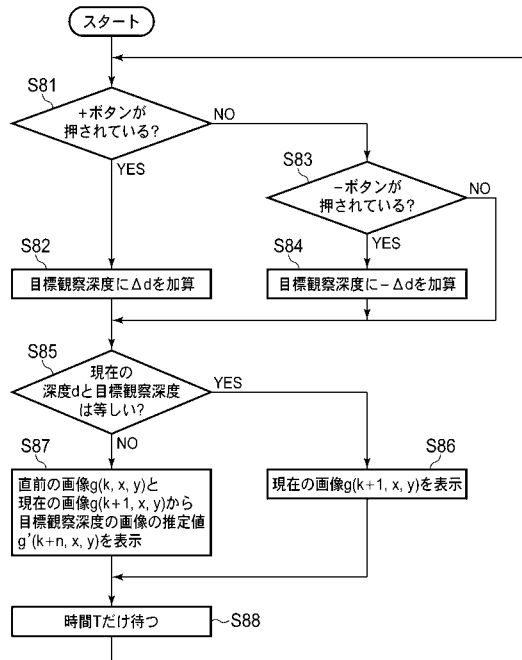 スタート
S81
+ボタンが
押されている?
NO
YES
S83
−ボタンが
押されている?
NO
YES
S82
目標観察深度にΔdを加算
S84
目標観察深度に−Δdを加算
S85
現在の
深度dと目標観察深度
は等しい?
YES
NO
S87
直前の画像g(k, x, y)と
現在の画像g(k+1, x, y)から
目標観察深度の画像の推定値
g'(k+n, x, y)を表示
S86
現在の画像g(k+1, x, y)を表示
時間Tだけ待つ
S88